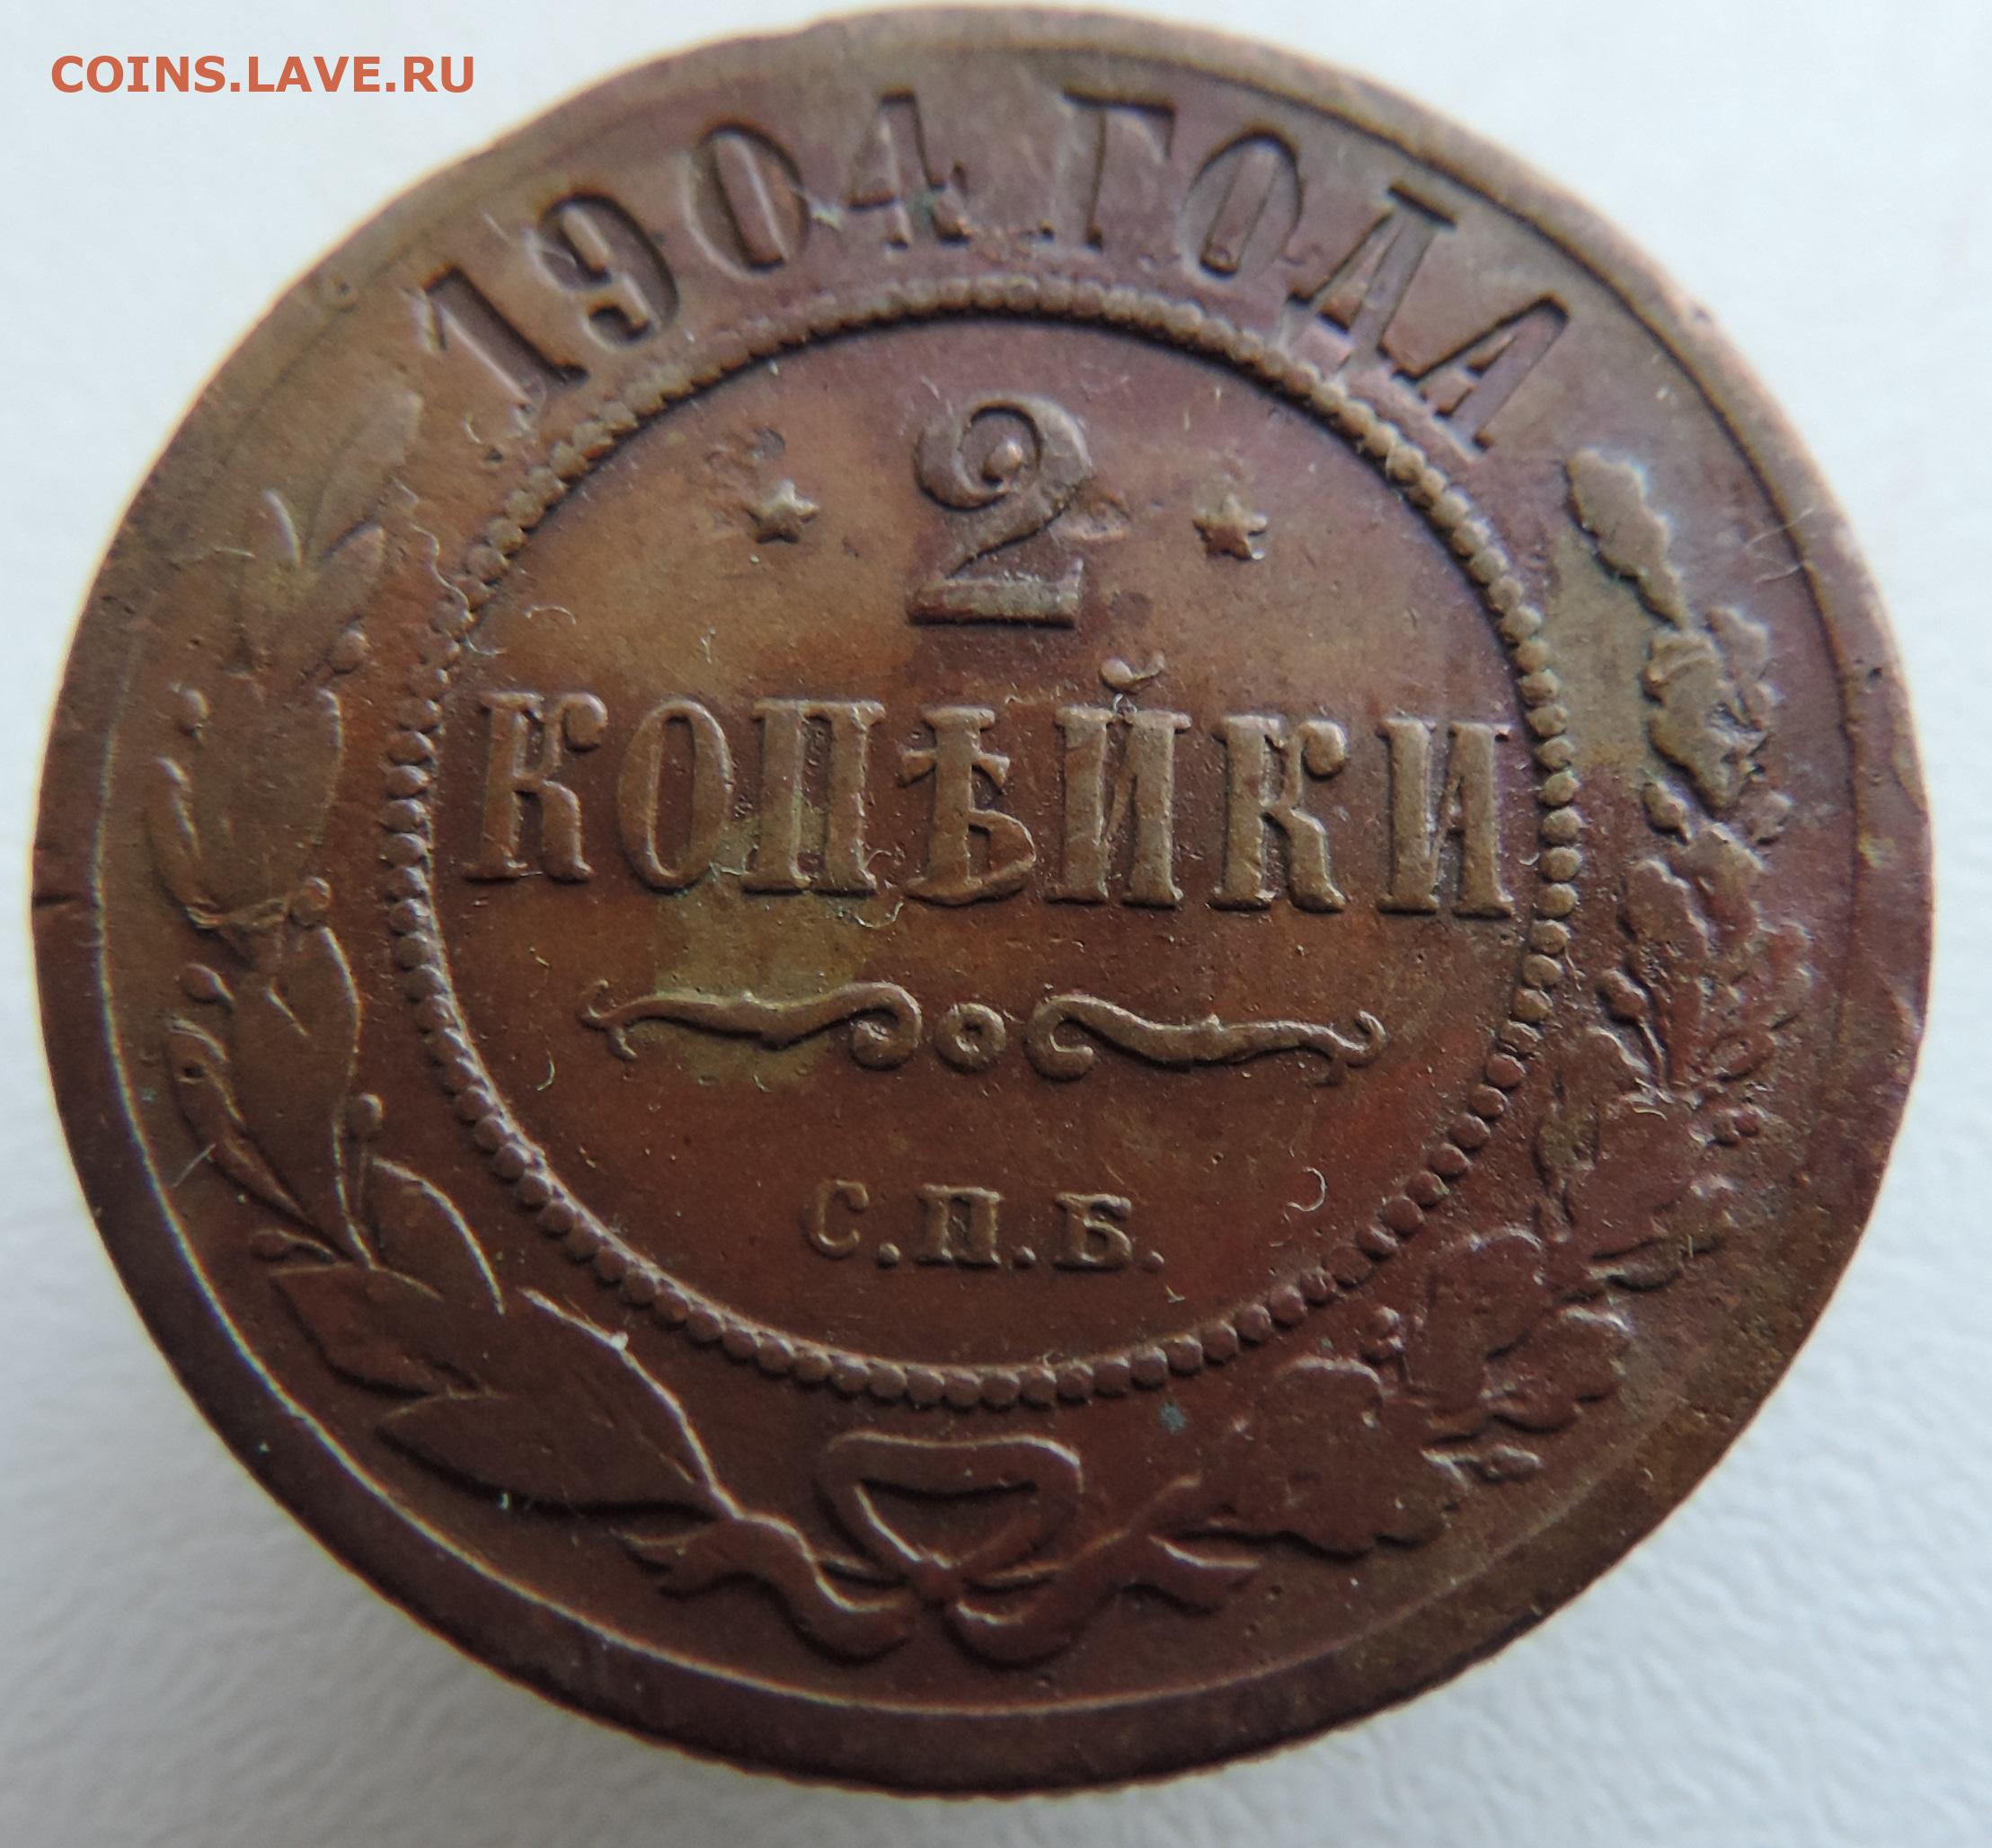 COINS.LAVE.RU
1904 ГОДА
2
КОПѢЙКИ
С.П.Б.